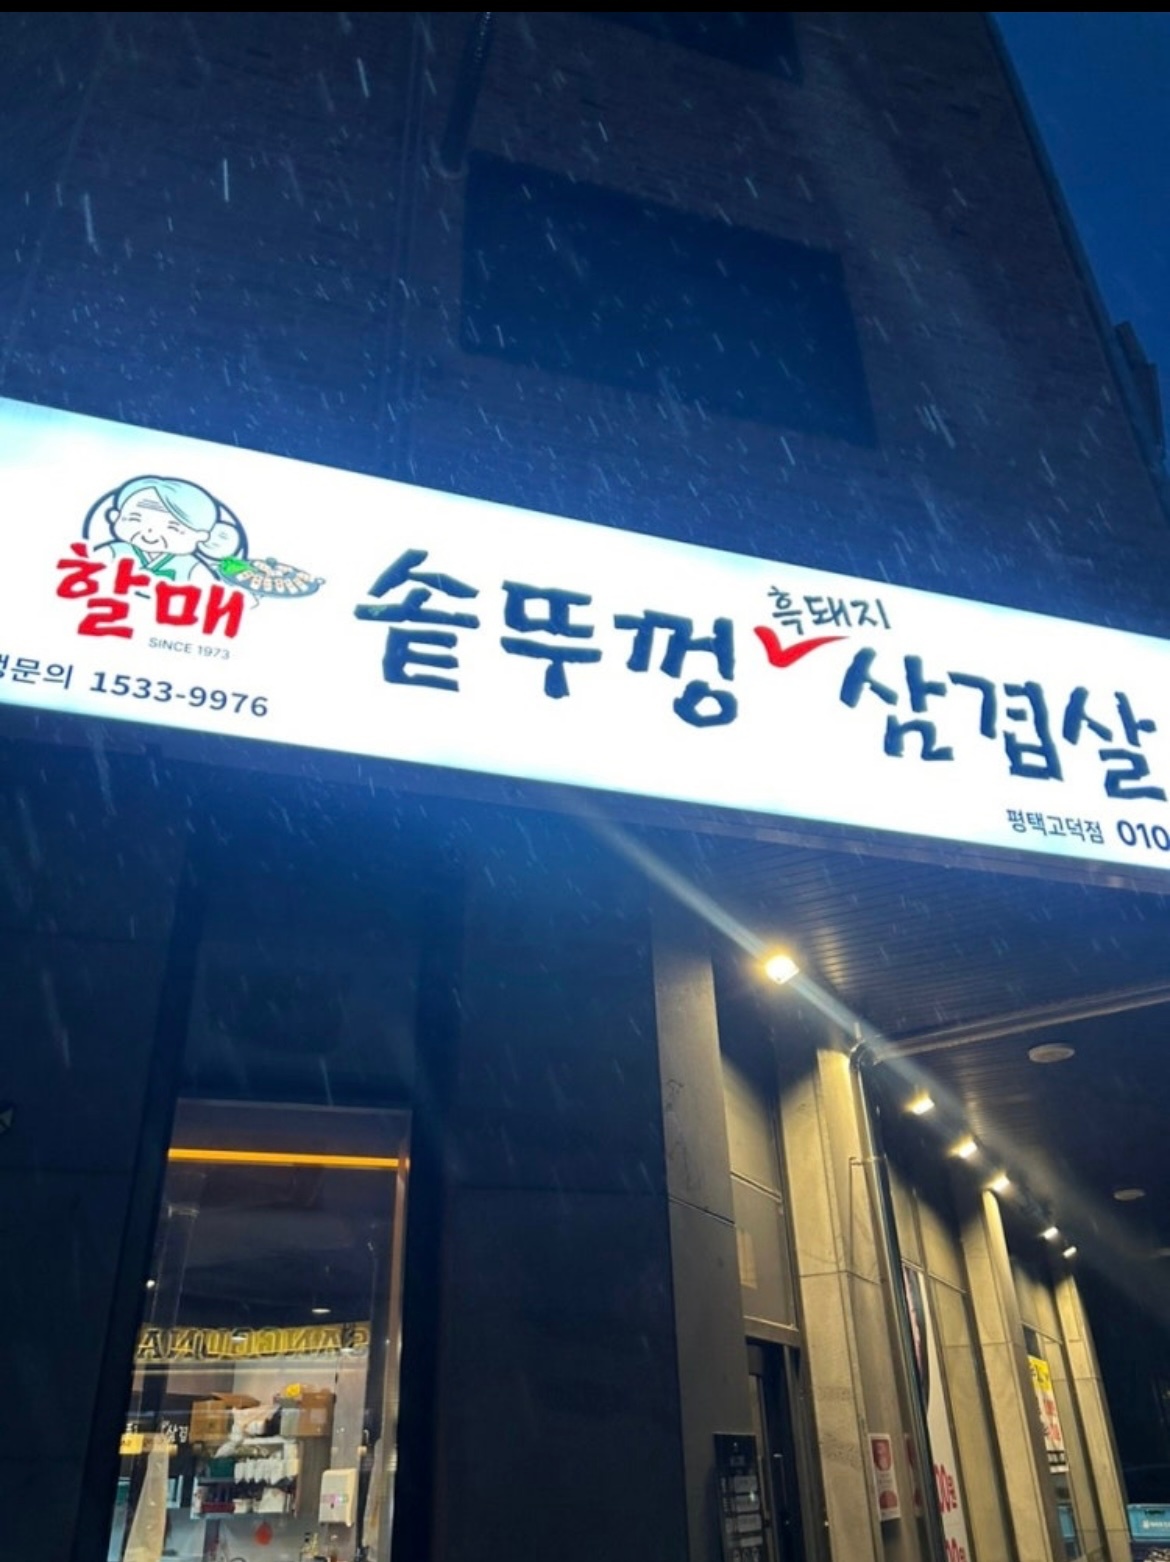 할매
SINCE 1973
문의 1533-9976
솥뚜껑 삼겹살
흑돼지
평택고덕점 010